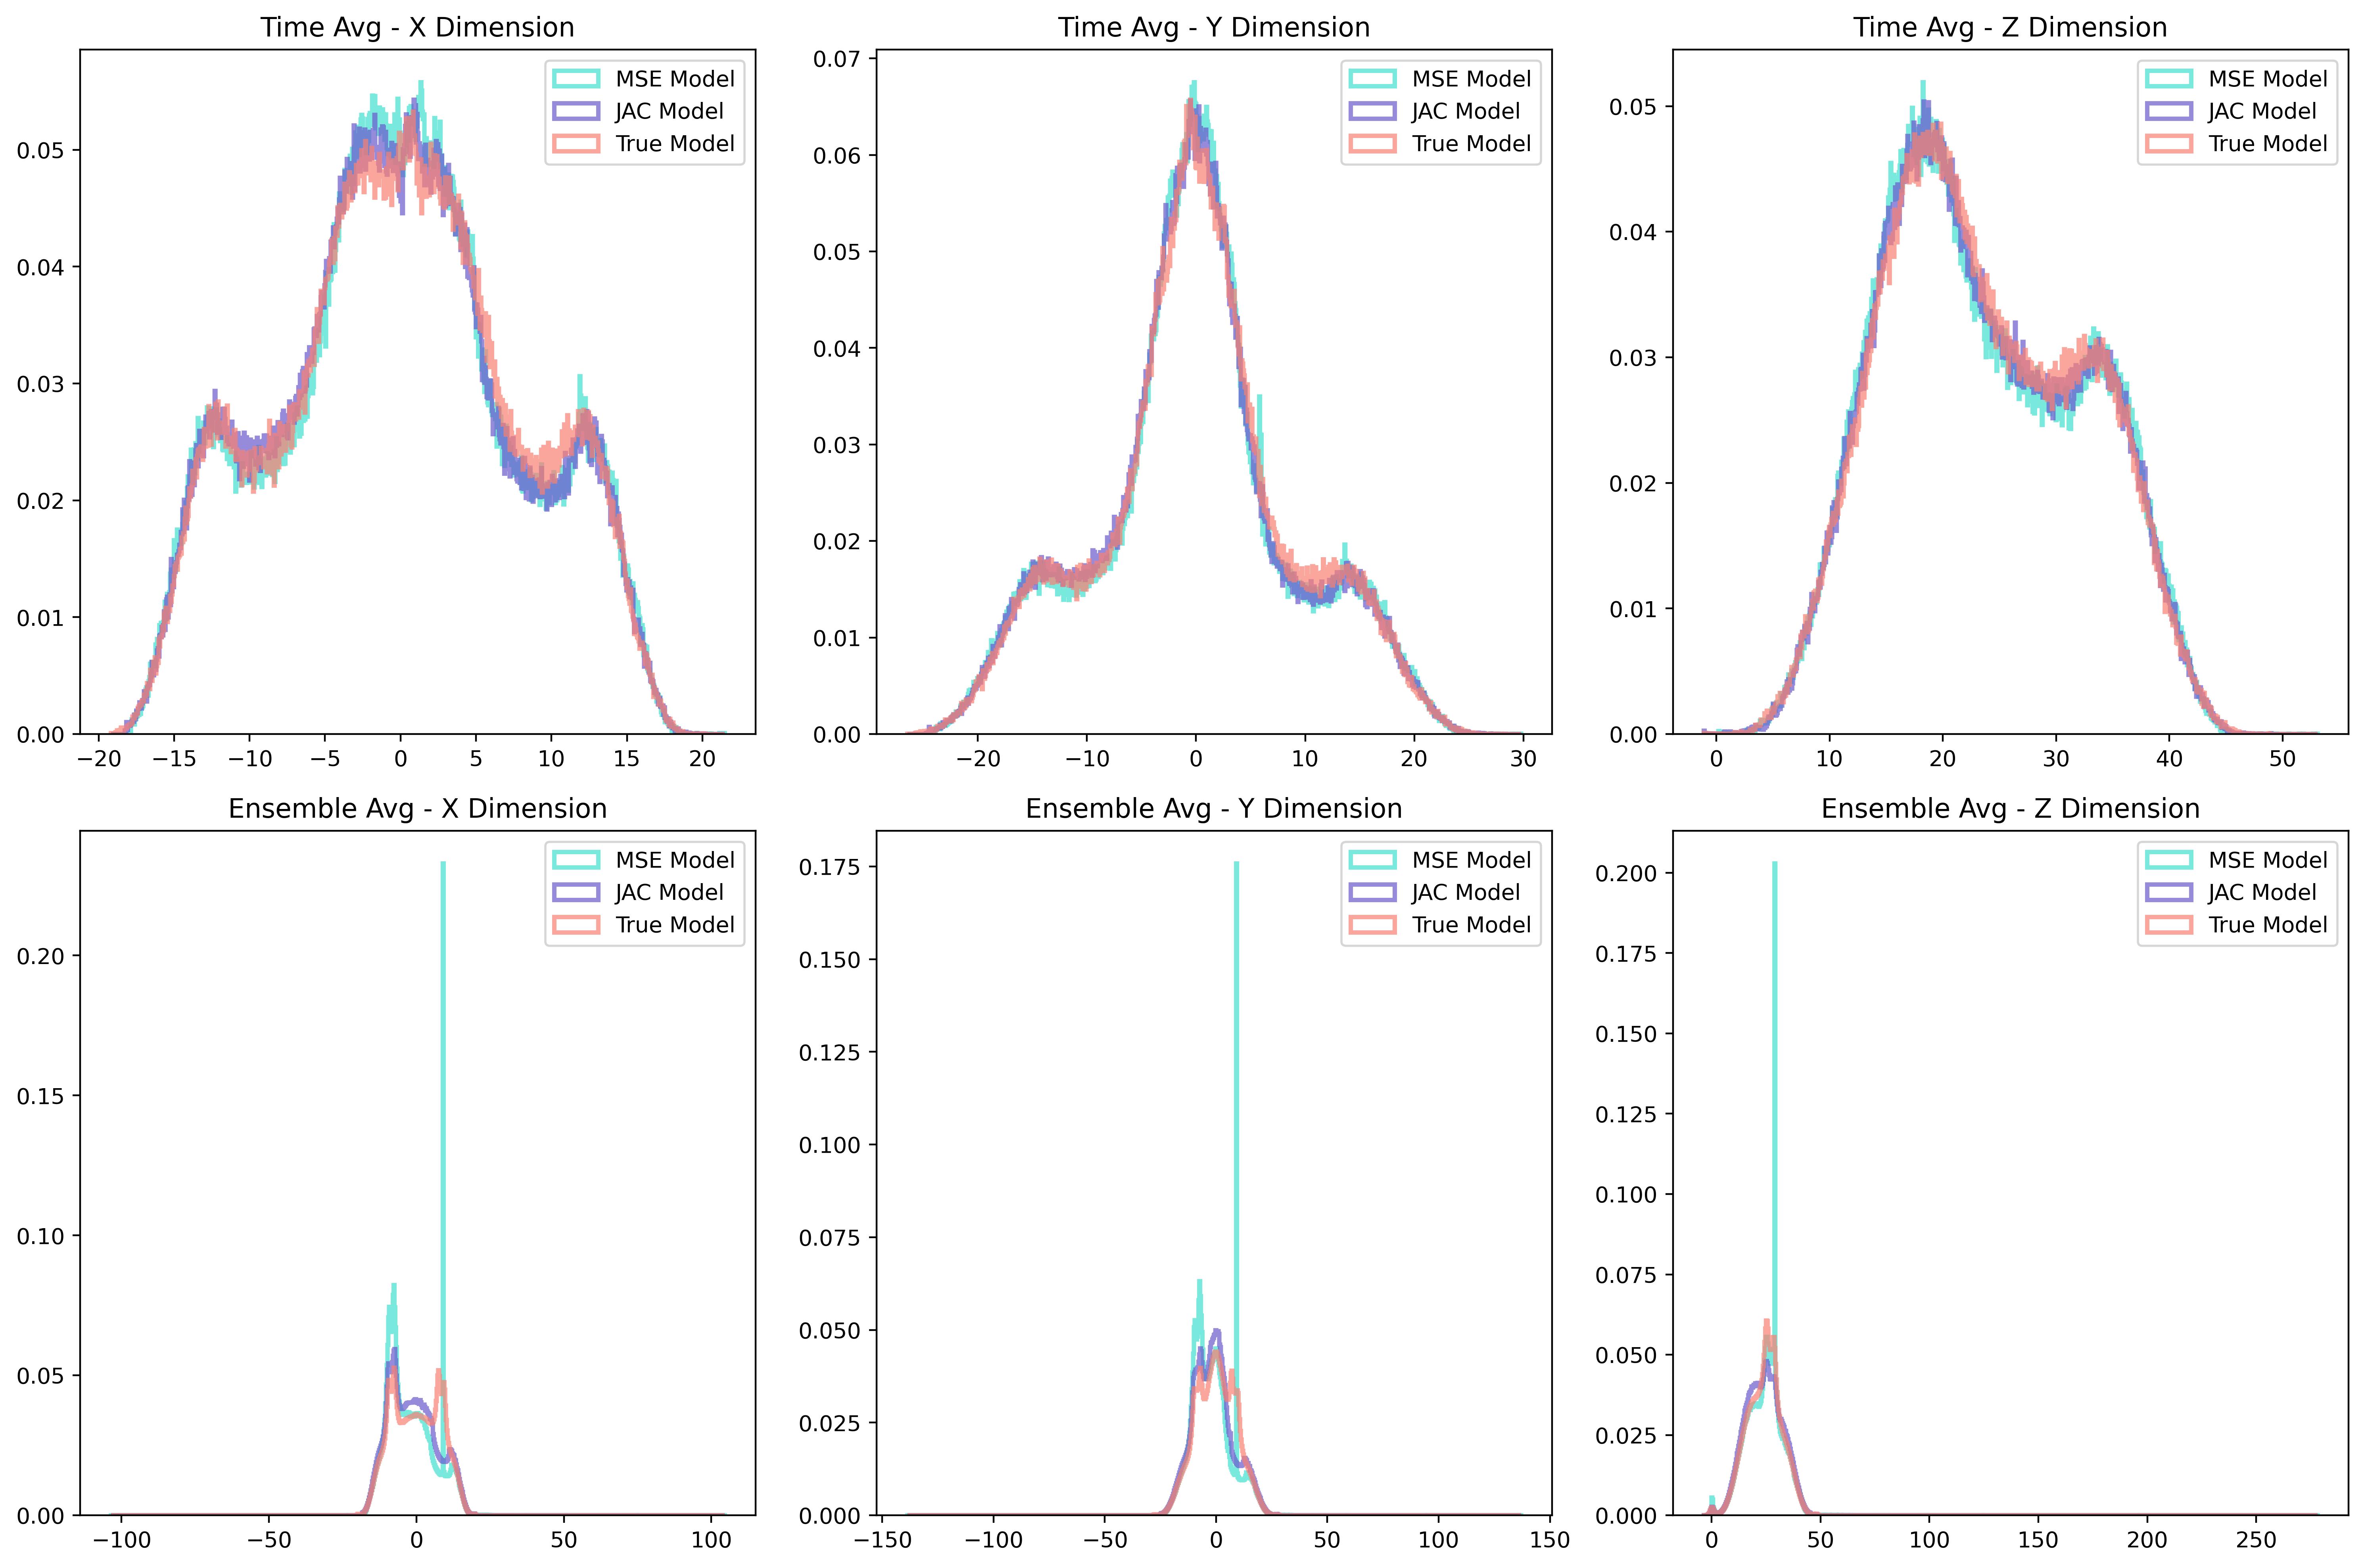 Time Avg - X Dimension
MSE Model
JAC Model
True Model
0.05
0.04
0.03
0.02
0.01
0.00
−20 −15 −10 −5 0 5 10 15 20
Time Avg - Y Dimension
MSE Model
JAC Model
True Model
0.07
0.06
0.05
0.04
0.03
0.02
0.01
0.00
−20 −10 0 10 20 30
Time Avg - Z Dimension
MSE Model
JAC Model
True Model
0.05
0.04
0.03
0.02
0.01
0.00
0 10 20 30 40 50
Ensemble Avg - X Dimension
MSE Model
JAC Model
True Model
0.20
0.15
0.10
0.05
0.00
−100 −50 0 50 100
Ensemble Avg - Y Dimension
MSE Model
JAC Model
True Model
0.175
0.150
0.125
0.100
0.075
0.050
0.025
0.000
−150 −100 −50 0 50 100 150
Ensemble Avg - Z Dimension
MSE Model
JAC Model
True Model
0.200
0.175
0.150
0.125
0.100
0.075
0.050
0.025
0.000
0 50 100 150 200 250